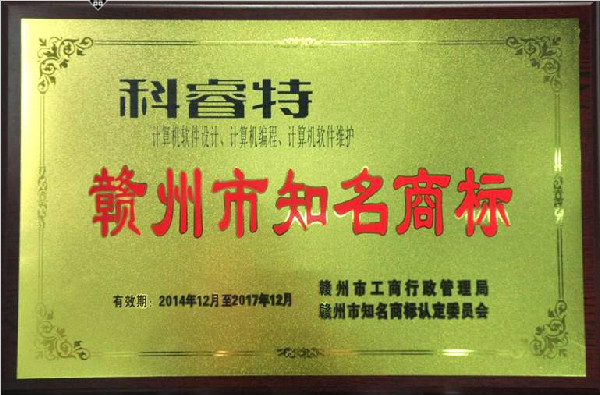 科睿特
计算机软件设计、计算机编程、计算机软件维护
赣州市知名商标
有效期：2014年12月至2017年12月
赣州市工商行政管理局
赣州市知名商标认定委员会